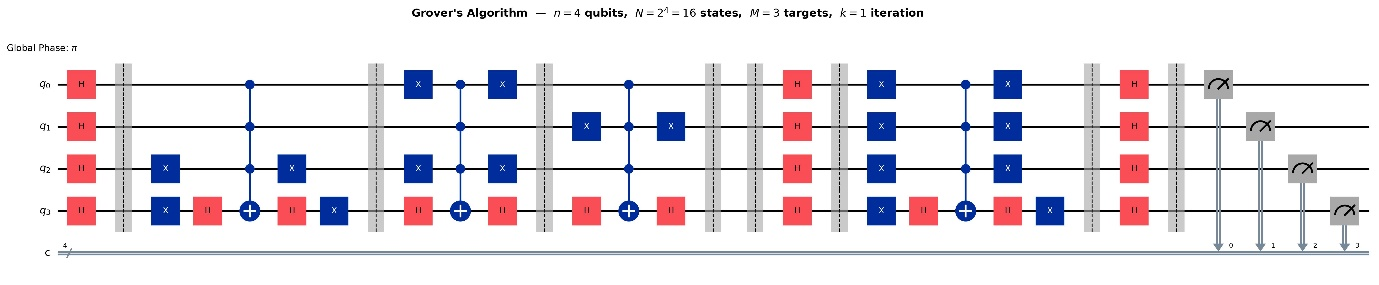 Grover's Algorithm — n = 4 qubits, N = 2⁴ = 16 states, M = 3 targets, k = 1 iteration
Global Phase: π
q₀ H X X X X H X X H
q₁ H X X H X X H
q₂ H X X X X H X X H
q₃ H X H H X H H H H H X H H X H
c 4 0 1 2 3